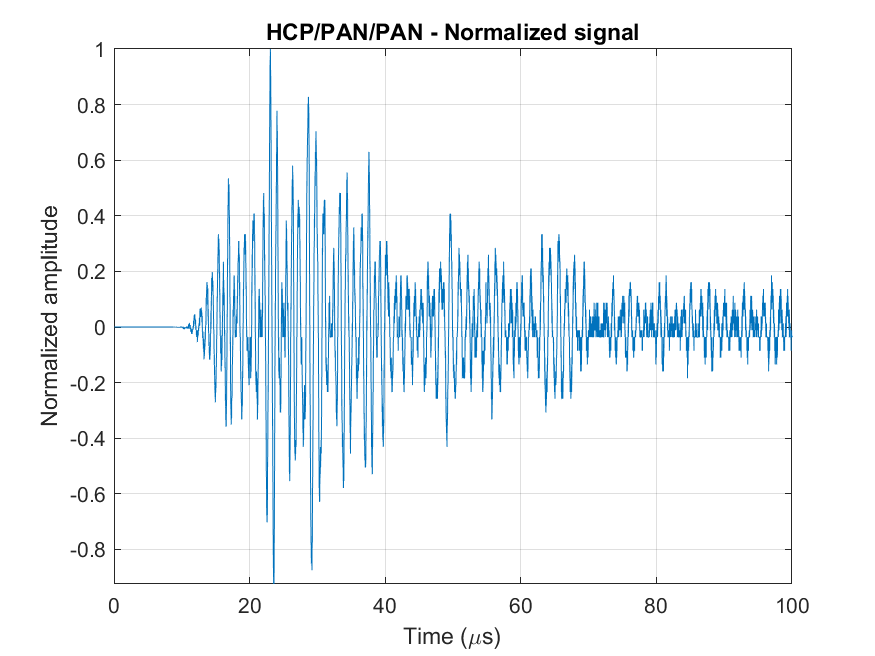 HCP/PAN/PAN - Normalized signal
1
0.8
0.6
0.4
0.2
0
-0.2
-0.4
-0.6
-0.8
Normalized amplitude
0 20 40 60 80 100
Time (μs)